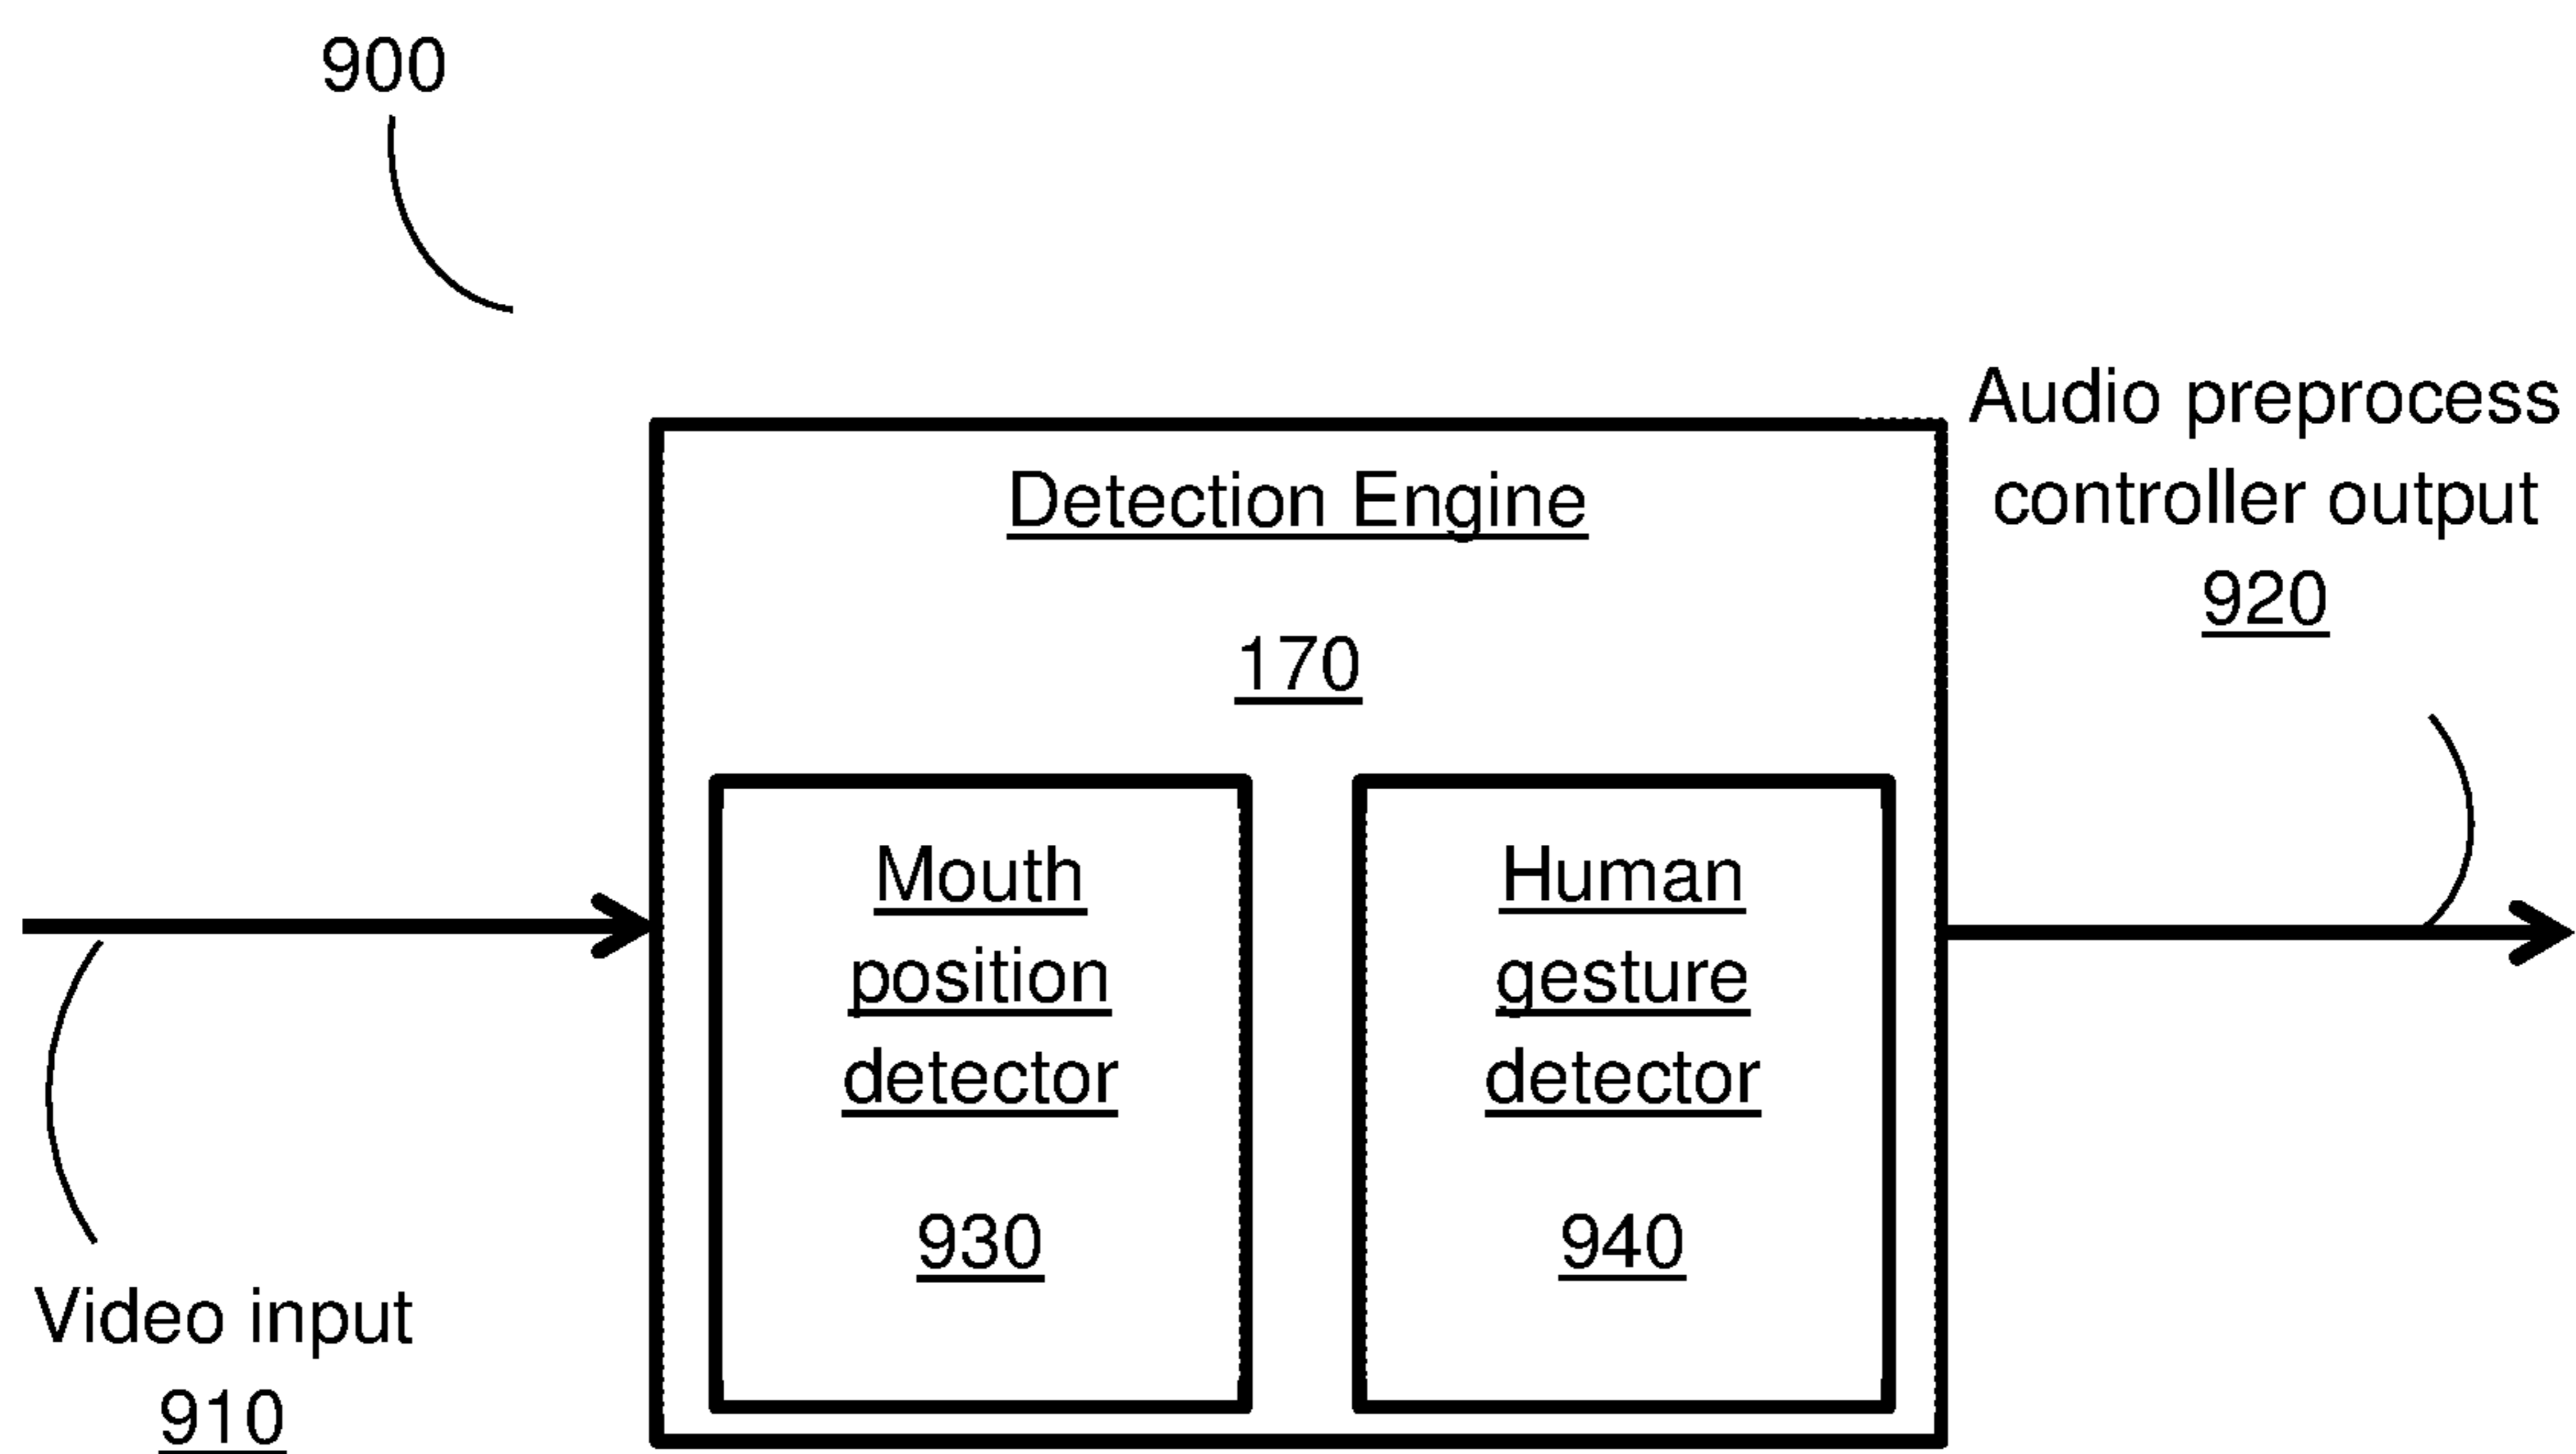 900
Audio preprocess
controller output
920
Detection Engine
170
Mouth
position
detector
930
Human
gesture
detector
940
Video input
910